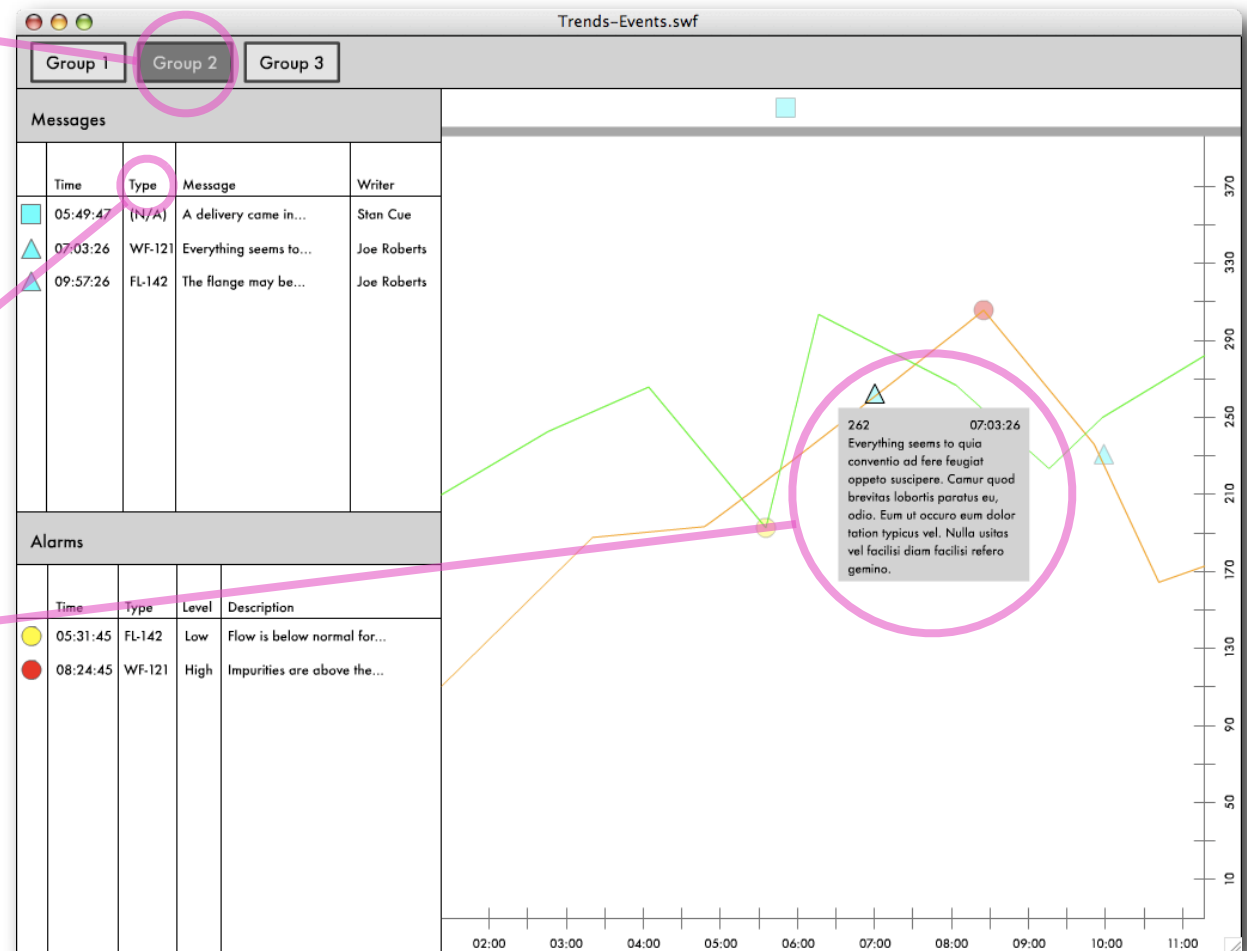 Trends-Events.swf
Group 1 Group 2 Group 3
Messages
Time Type Message Writer
05:49:47 (N/A) A delivery came in... Stan Cue
07:03:26 WF-121 Everything seems to... Joe Roberts
09:57:26 FL-142 The flange may be... Joe Roberts
Alarms
Time Type Level Description
05:31:45 FL-142 Low Flow is below normal for...
08:24:45 WF-121 High Impurities are above the...
262 07:03:26
Everything seems to quia
conventio ad fere feugiat
oppeto suscipere. Camur quod
brevitas lobortis paratus eu,
odio. Eum ut occuro eum dolor
tation typicus vel. Nulla usitas
vel facilisi diam facilisi refero
gemino.
370
330
290
250
210
170
130
90
50
10
02:00 03:00 04:00 05:00 06:00 07:00 08:00 09:00 10:00 11:00